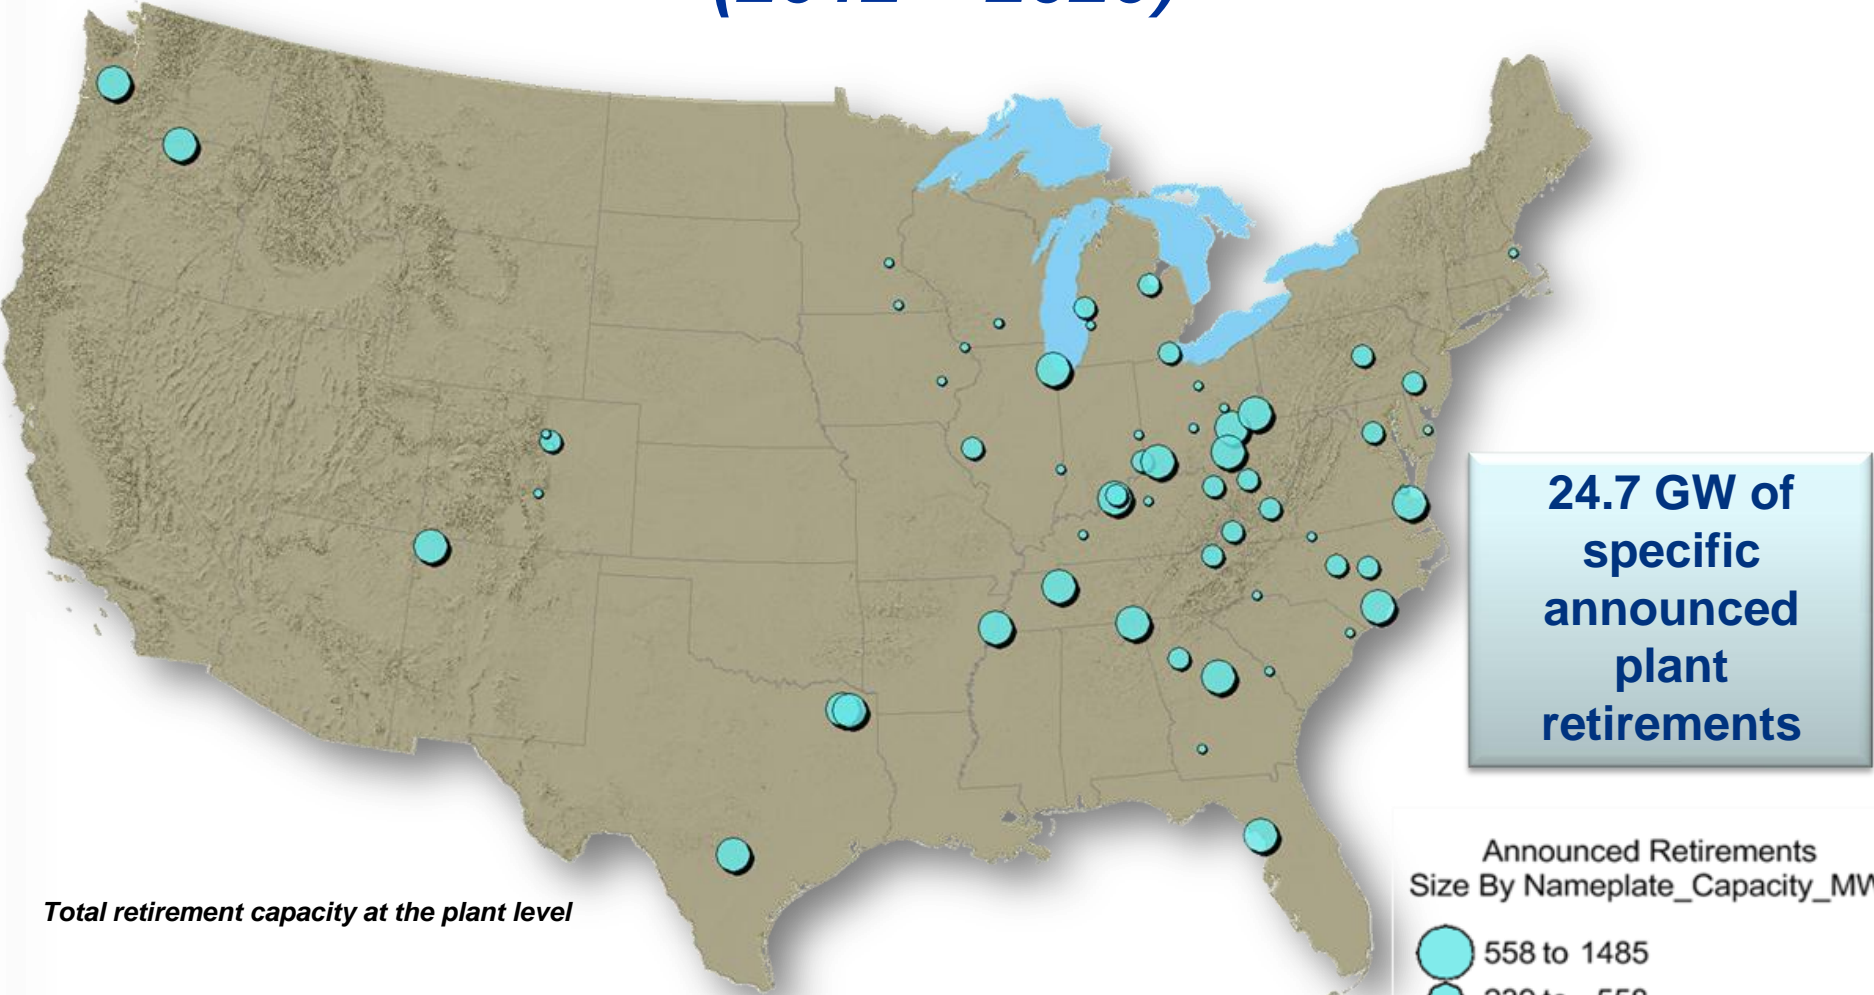 24.7 GW of
specific
announced
plant
retirements
Announced Retirements
Size By Nameplate_Capacity_MW
558 to 1485
Total retirement capacity at the plant level